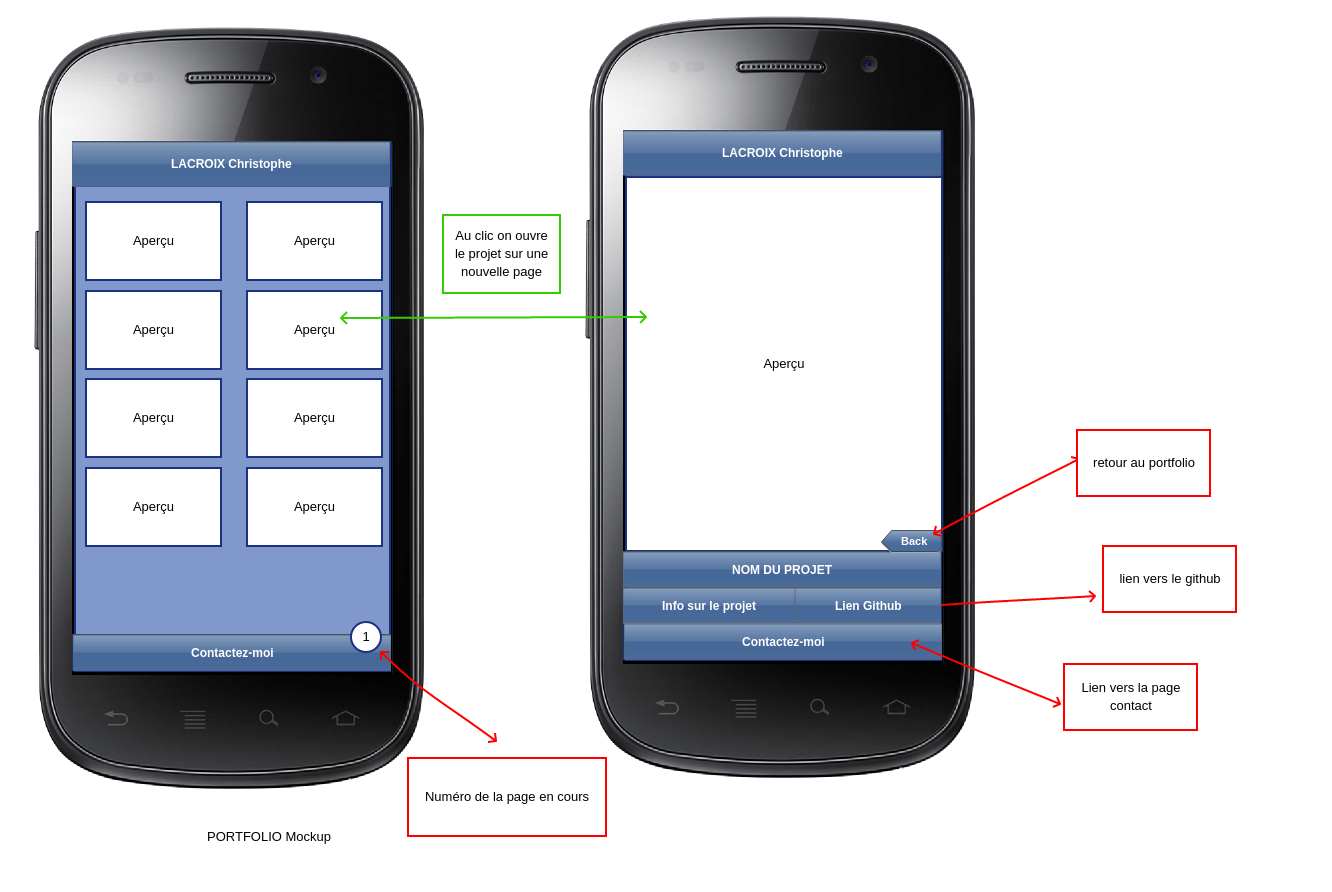 LACROIX Christophe
Aperçu
Aperçu
Aperçu
Aperçu
Aperçu
Aperçu
Aperçu
Aperçu
1
Contactez-moi
PORTFOLIO Mockup
Au clic on ouvre
le projet sur une
nouvelle page
Numéro de la page en cours
LACROIX Christophe
Aperçu
Back
NOM DU PROJET
Info sur le projet
Lien Github
Contactez-moi
retour au portfolio
lien vers le github
Lien vers la page
contact